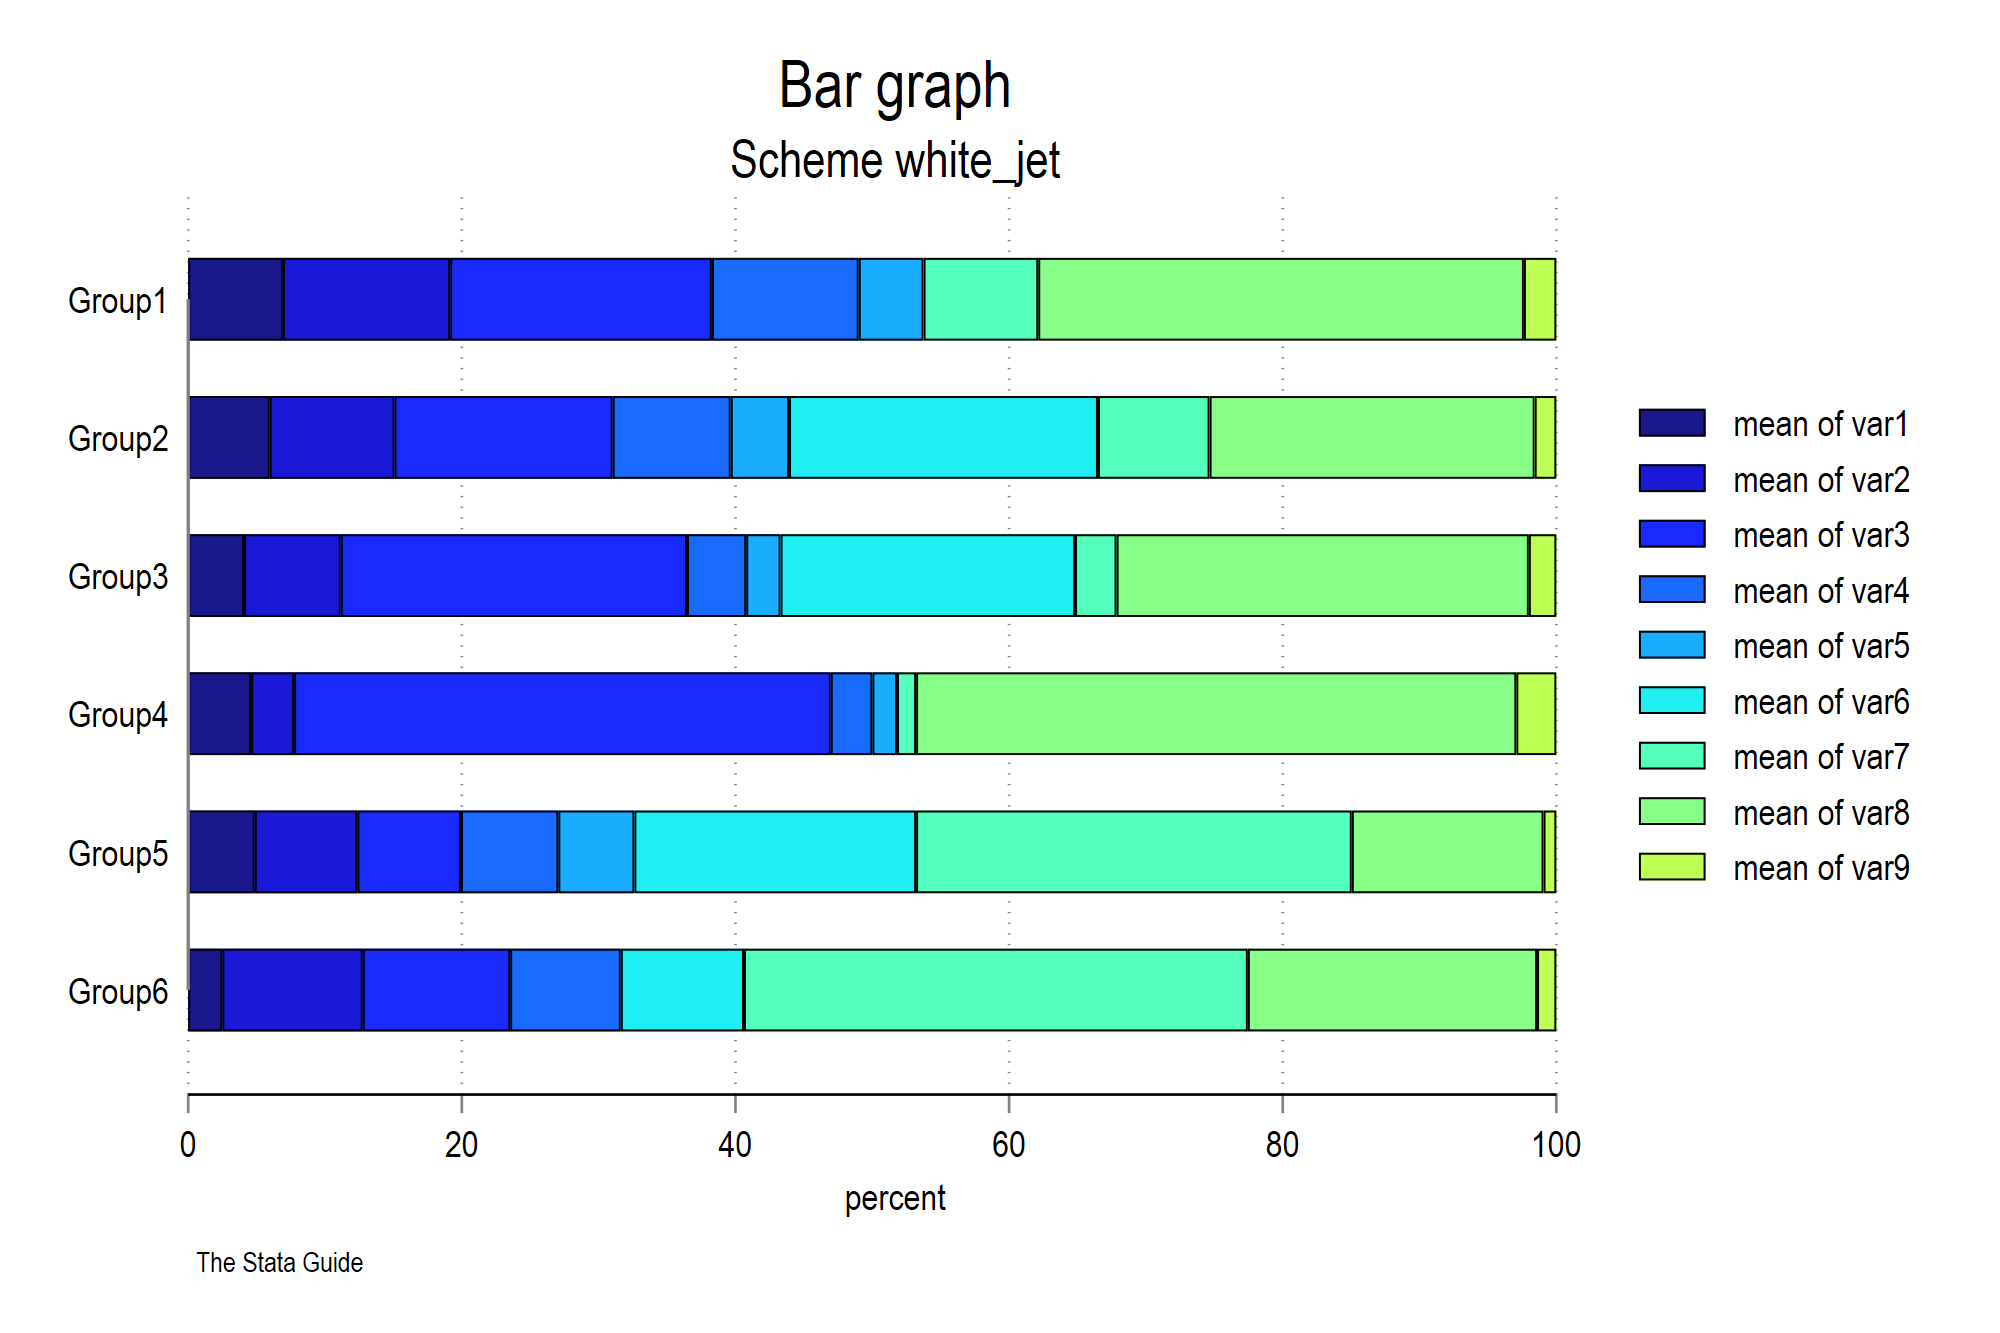 Bar graph
Scheme white_jet
Group1
Group2
Group3
Group4
Group5
Group6
0 20 40 60 80 100
percent
mean of var1
mean of var2
mean of var3
mean of var4
mean of var5
mean of var6
mean of var7
mean of var8
mean of var9
The Stata Guide